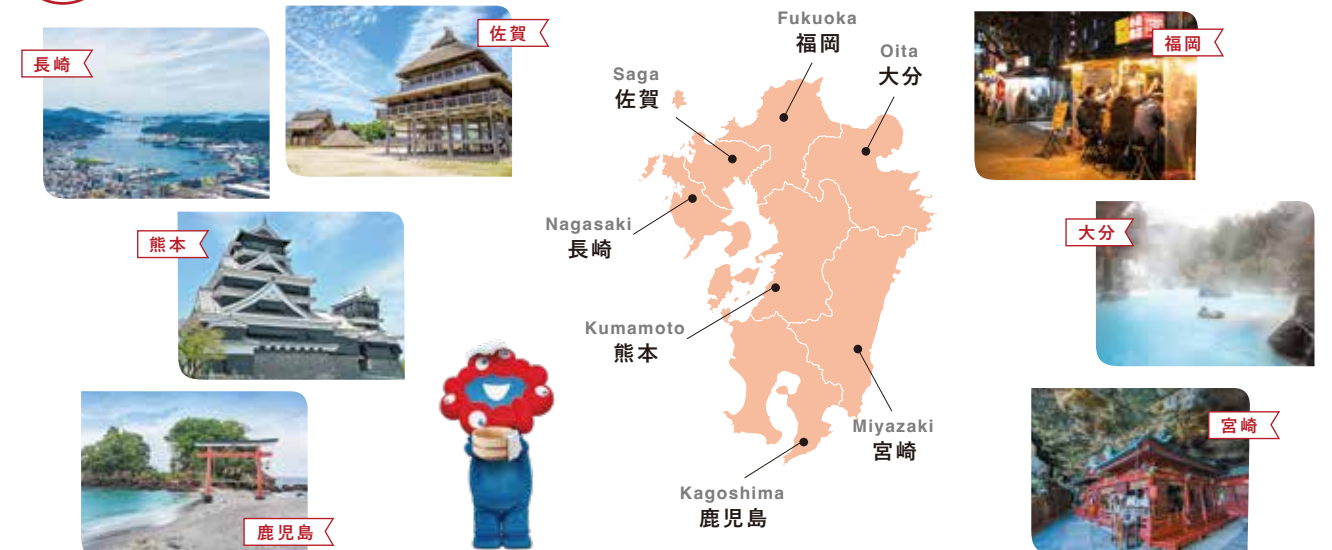 長崎
佐賀
熊本
鹿児島
Fukuoka
福岡
Oita
大分
Saga
佐賀
Nagasaki
長崎
Kumamoto
熊本
Miyazaki
宮崎
Kagoshima
鹿児島
福岡
大分
宮崎